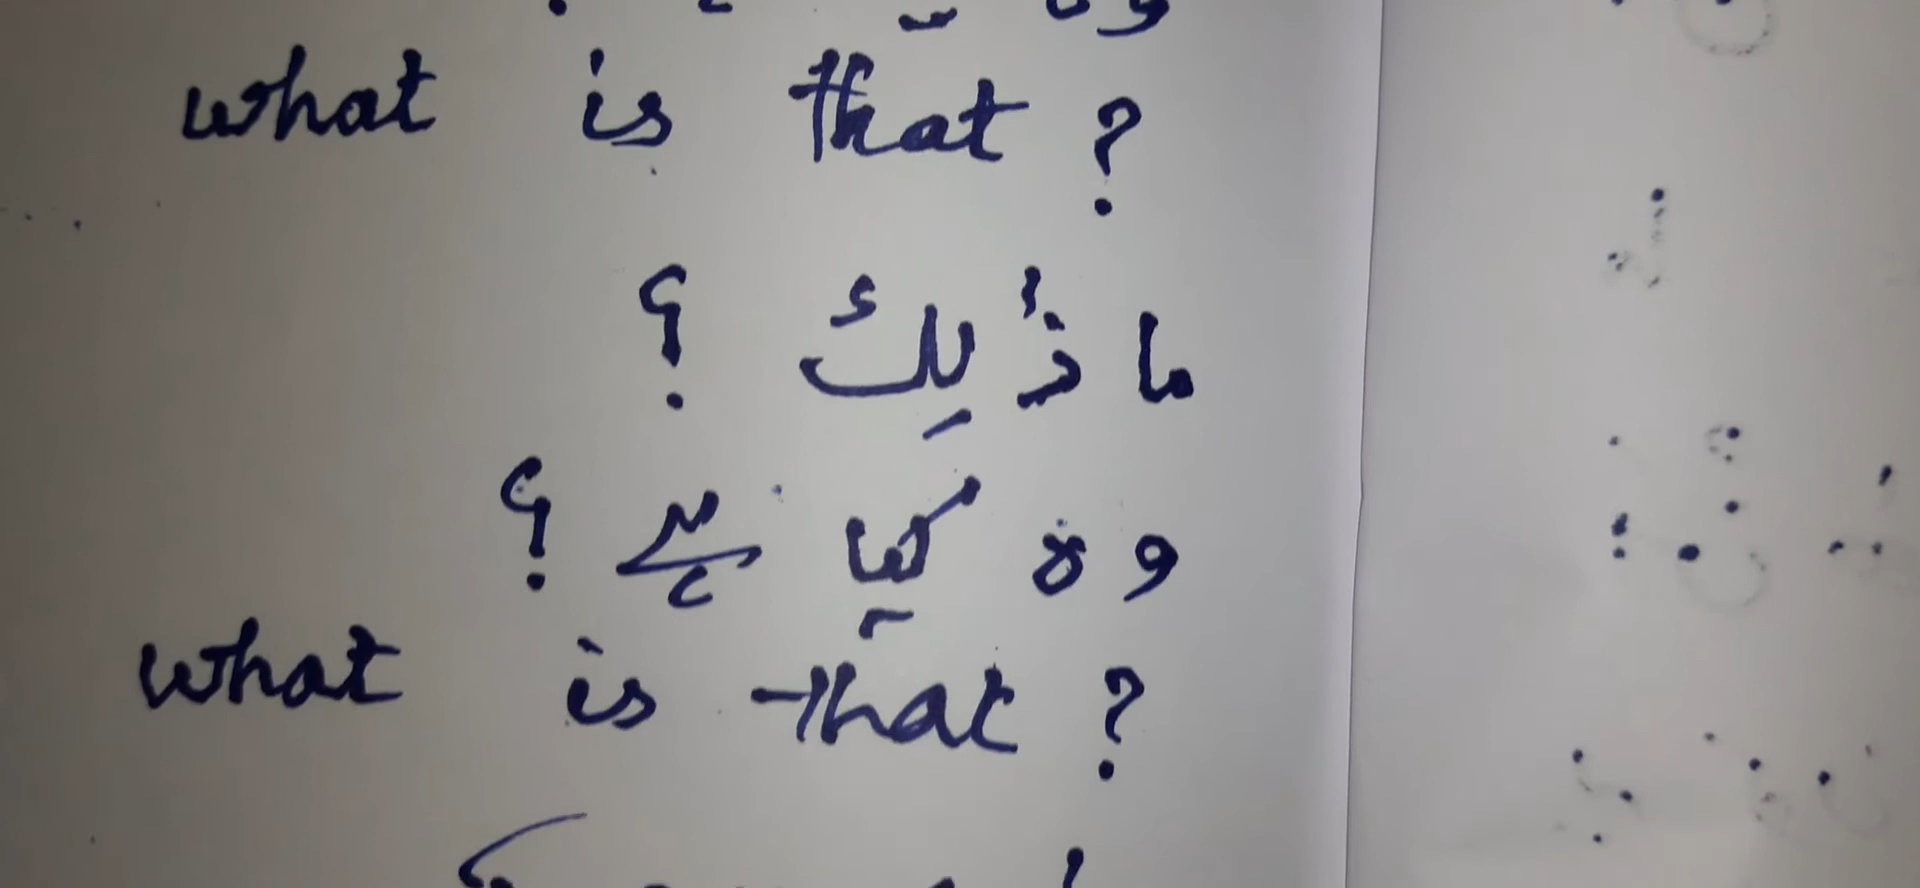 what is that ?
ما ذٰلِك ؟
وہ کیا ہے ؟
what is that ?